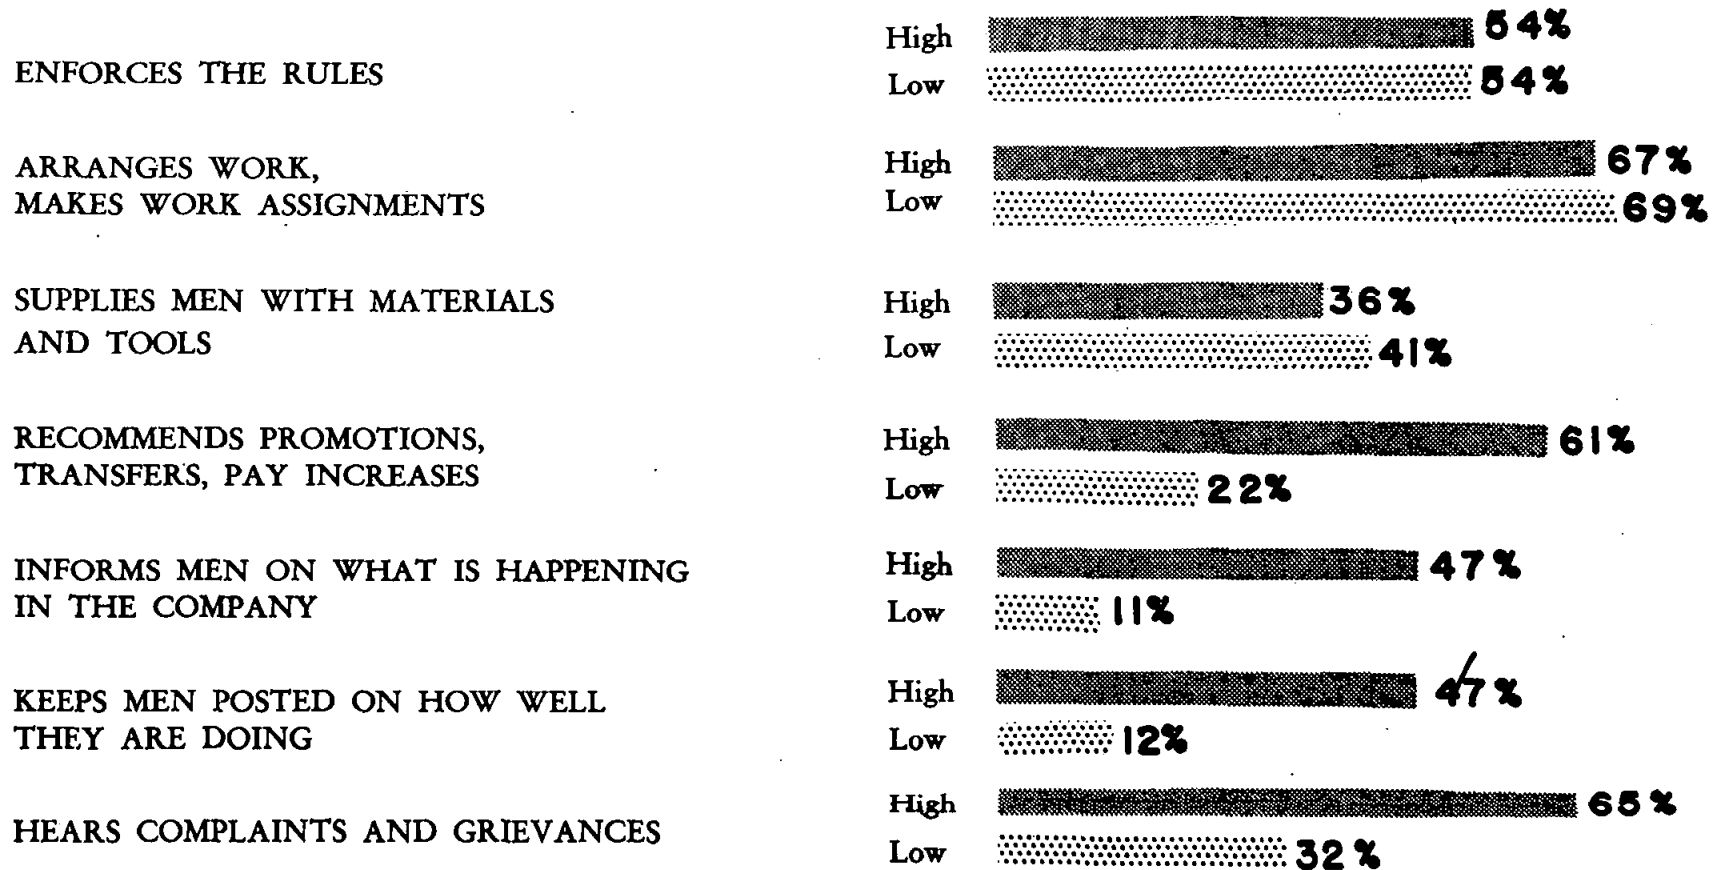 High 54%
ENFORCES THE RULES
Low 54%
ARRANGES WORK,
High 67%
MAKES WORK ASSIGNMENTS
Low 69%
SUPPLIES MEN WITH MATERIALS
High 36%
AND TOOLS
Low 41%
RECOMMENDS PROMOTIONS,
High 61%
TRANSFERS, PAY INCREASES
Low 22%
INFORMS MEN ON WHAT IS HAPPENING
High 47%
IN THE COMPANY
Low 11%
KEEPS MEN POSTED ON HOW WELL
High 47%
THEY ARE DOING
Low 12%
High 65%
HEARS COMPLAINTS AND GRIEVANCES
Low 32%